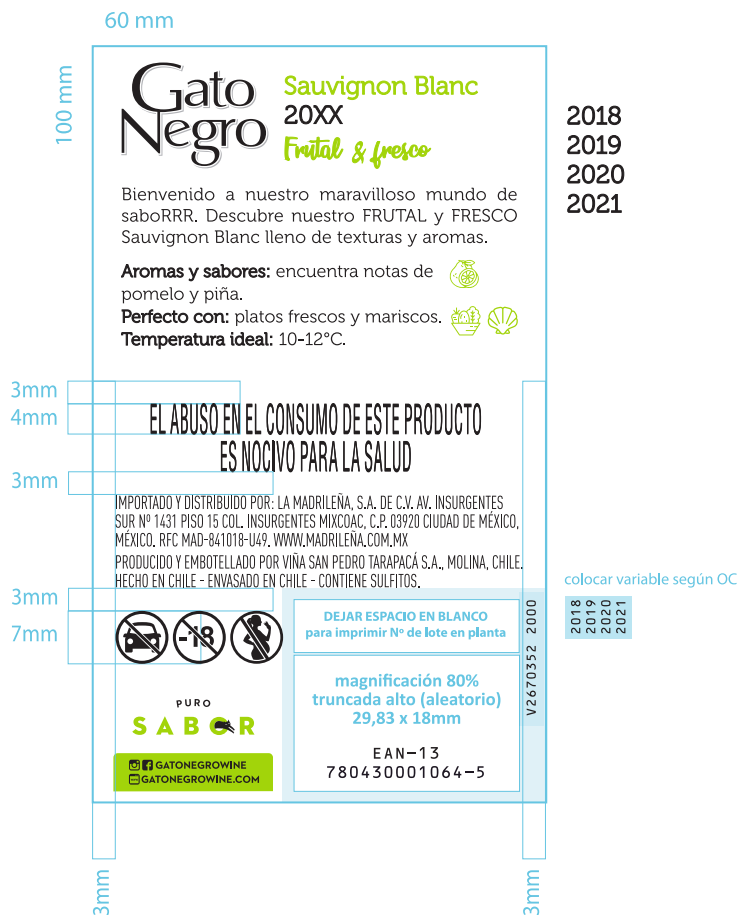 60 mm
100 mm
Gato
Negro
Sauvignon Blanc
20XX
Frutal & fresco
2018
2019
2020
2021
Bienvenido a nuestro maravilloso mundo de
saboRRR. Descubre nuestro FRUTAL y FRESCO
Sauvignon Blanc lleno de texturas y aromas.
Aromas y sabores: encuentra notas de
pomelo y piña.
Perfecto con: platos frescos y mariscos.
Temperatura ideal: 10-12°C.
3mm
4mm
EL ABUSO EN EL CONSUMO DE ESTE PRODUCTO
ES NOCIVO PARA LA SALUD
3mm
IMPORTADO Y DISTRIBUIDO POR: LA MADRILEÑA, S.A. DE C.V. AV. INSURGENTES
SUR Nº 1431 PISO 15 COL. INSURGENTES MIXCOAC, C.P. 03920 CIUDAD DE MÉXICO,
MÉXICO. RFC MAD-841018-U49. WWW.MADRILEÑA.COM.MX
PRODUCIDO Y EMBOTELLADO POR VIÑA SAN PEDRO TARAPACÁ S.A., MOLINA, CHILE.
HECHO EN CHILE - ENVASADO EN CHILE - CONTIENE SULFITOS.
3mm
7mm
-18
DEJAR ESPACIO EN BLANCO
para imprimir Nº de lote en planta
V2670352 2000
colocar variable según OC
2018
2019
2020
2021
magnificación 80%
truncada alto (aleatorio)
29,83 x 18mm
EAN-13
780430001064-5
PURO
SABOR
GATONEGROWINE
GATONEGROWINE.COM
3mm
3mm